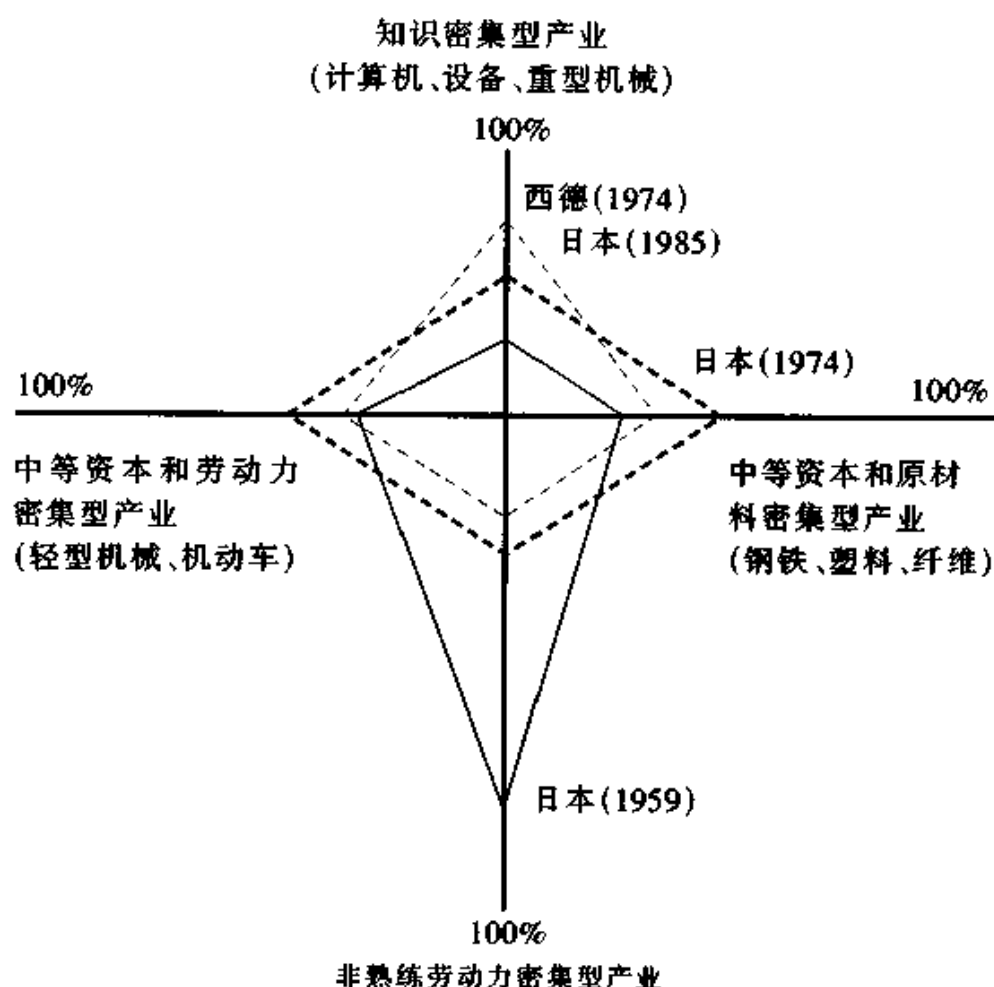 知识密集型产业
(计算机、设备、重型机械)
100%
西德(1974)
日本(1985)
日本(1974)
100%
100%
中等资本和劳动力
密集型产业
(轻型机械、机动车)
中等资本和原材
料密集型产业
(钢铁、塑料、纤维)
日本(1959)
100%
非熟练劳动力密集型产业